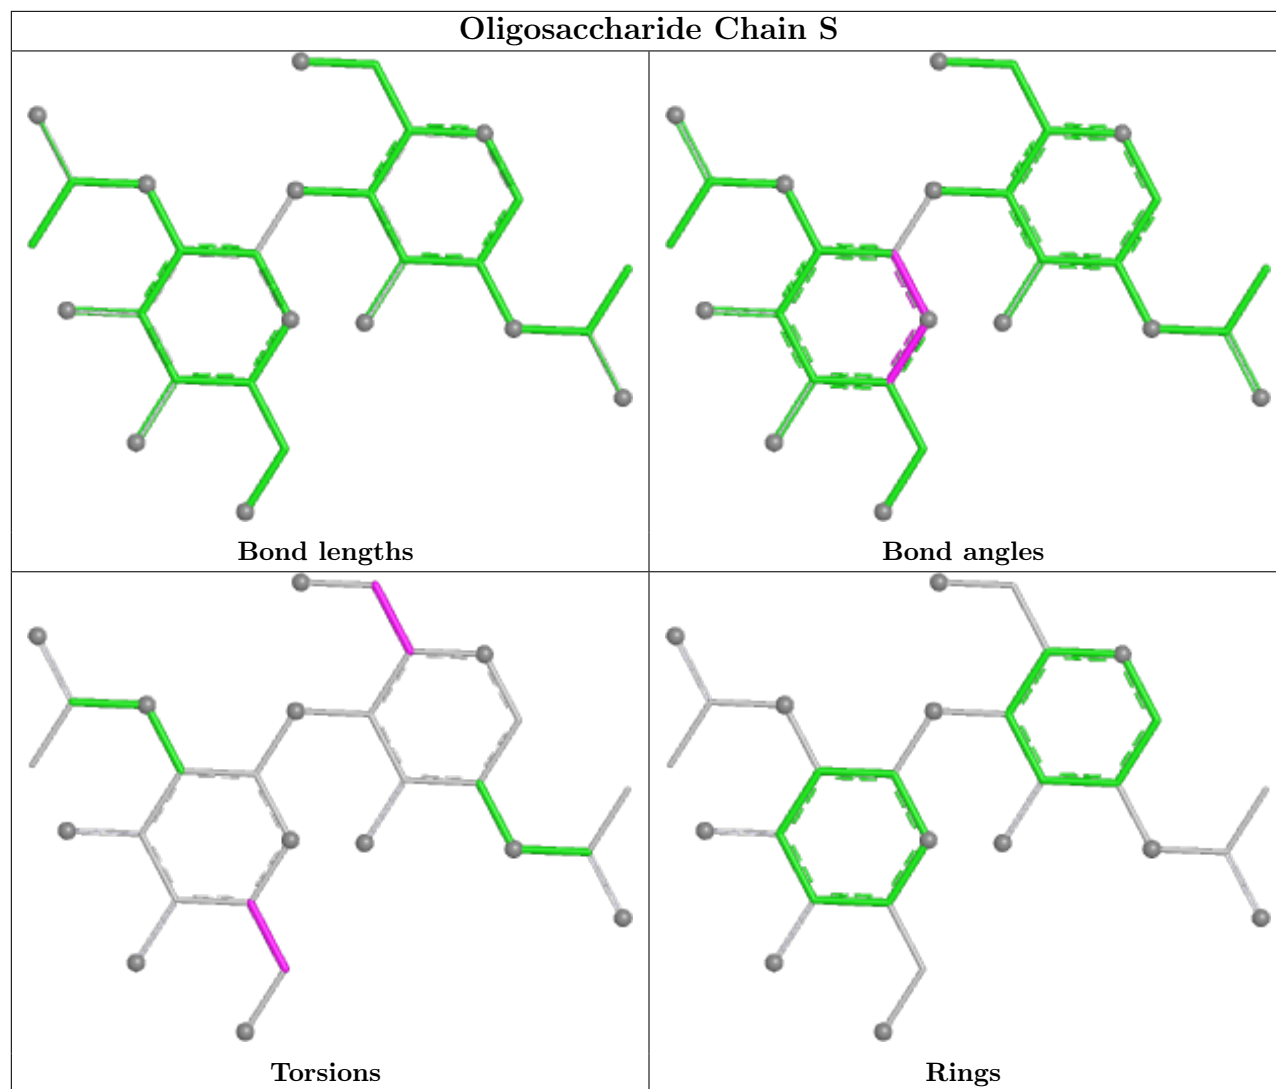 Oligosaccharide Chain S
Bond lengths
Bond angles
Torsions
Rings